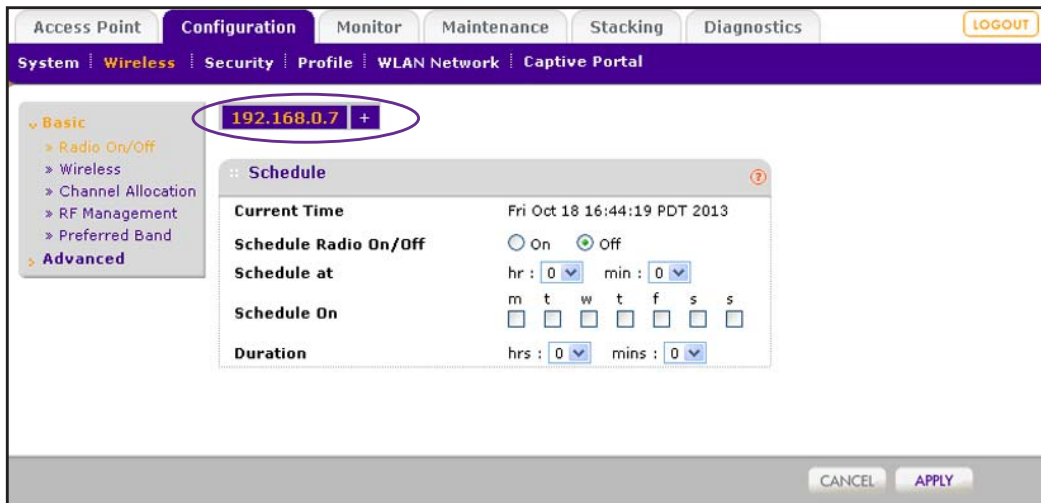 Access Point Configuration Monitor Maintenance Stacking Diagnostics LOGOUT
System Wireless Security Profile WLAN Network Captive Portal
192.168.0.7 +
Basic
» Radio On/Off
» Wireless
» Channel Allocation
» RF Management
» Preferred Band
Advanced
Schedule ?
Current Time Fri Oct 18 16:44:19 PDT 2013
Schedule Radio On/Off On Off
Schedule at hr : 0 min : 0
m t w t f s s
Schedule On
Duration hrs : 0 mins : 0
CANCEL APPLY